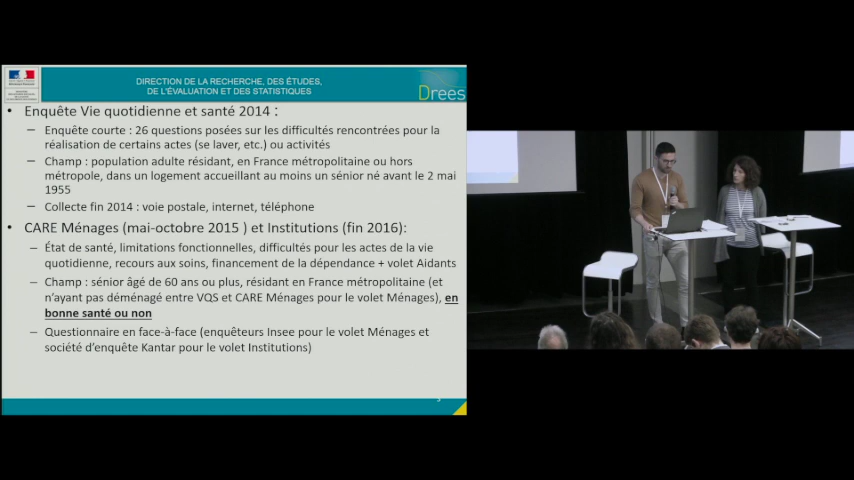 DIRECTION DE LA RECHERCHE, DES ÉTUDES,
DE L'ÉVALUATION ET DES STATISTIQUES
Drees
• Enquête Vie quotidienne et santé 2014 :
– Enquête courte : 26 questions posées sur les difficultés rencontrées pour la
réalisation de certains actes (se laver, etc.) ou activités
– Champ : population adulte résidant, en France métropolitaine ou hors
métropole, dans un logement accueillant au moins un sénior né avant le 2 mai
1955
– Collecte fin 2014 : voie postale, internet, téléphone
• CARE Ménages (mai-octobre 2015 ) et Institutions (fin 2016):
– État de santé, limitations fonctionnelles, difficultés pour les actes de la vie
quotidienne, recours aux soins, financement de la dépendance + volet Aidants
– Champ : sénior âgé de 60 ans ou plus, résidant en France métropolitaine (et
n'ayant pas déménagé entre VQS et CARE Ménages pour le volet Ménages), en
bonne santé ou non
– Questionnaire en face-à-face (enquêteurs Insee pour le volet Ménages et
société d'enquête Kantar pour le volet Institutions)